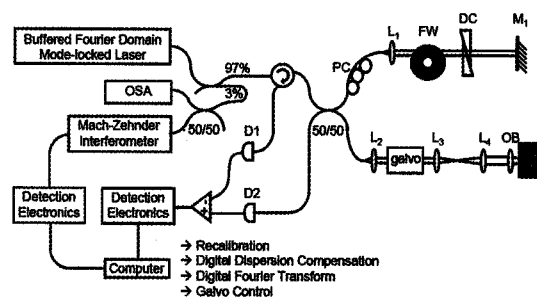 Buffered Fourier Domain
Mode-locked Laser
OSA
Mach-Zehnder
Interferometer
Detection
Electronics
Detection
Electronics
Computer
97%
3%
50/50
D1
D2
+
-
50/50
PC
L1
FW
DC
M1
L2
galvo
L3
L4
OB
→ Recalibration
→ Digital Dispersion Compensation
→ Digital Fourier Transform
→ Galvo Control